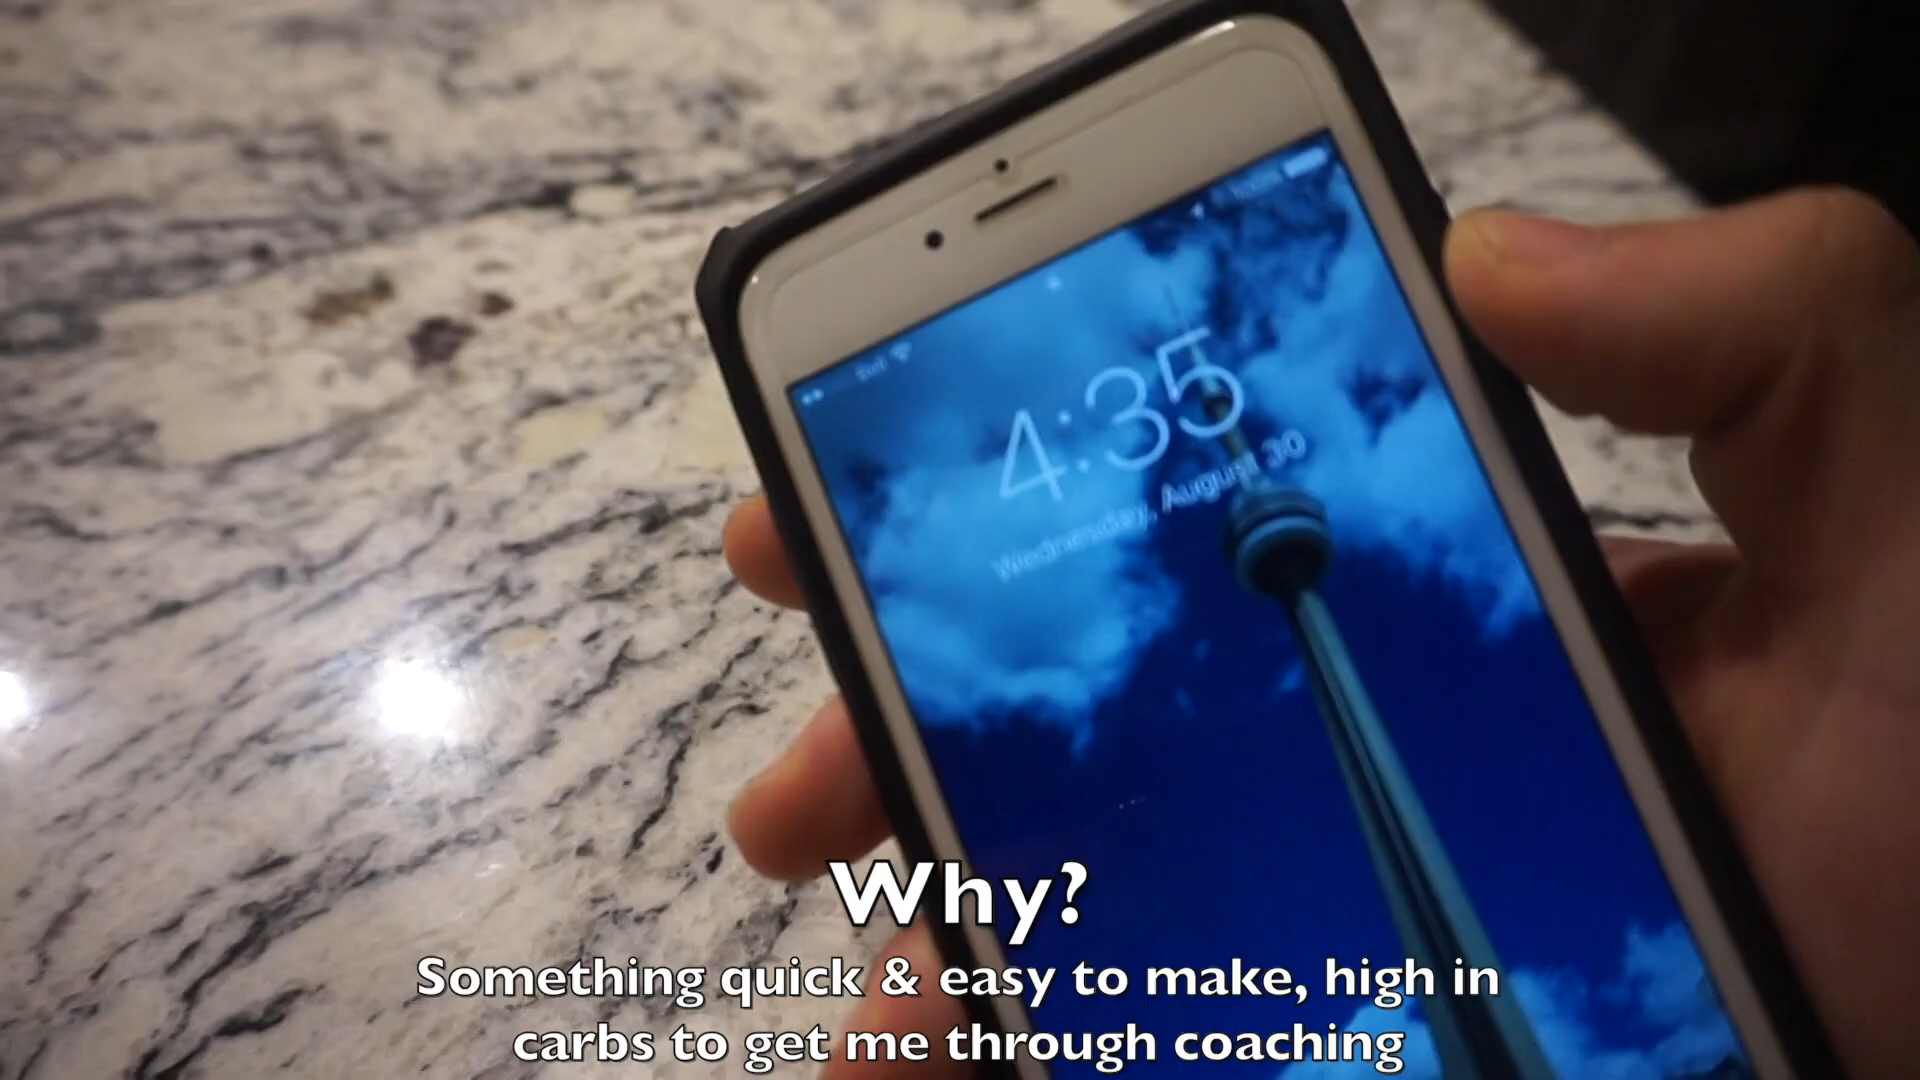 4:35
Wednesday, August 30
Why?
Something quick & easy to make, high in
carbs to get me through coaching